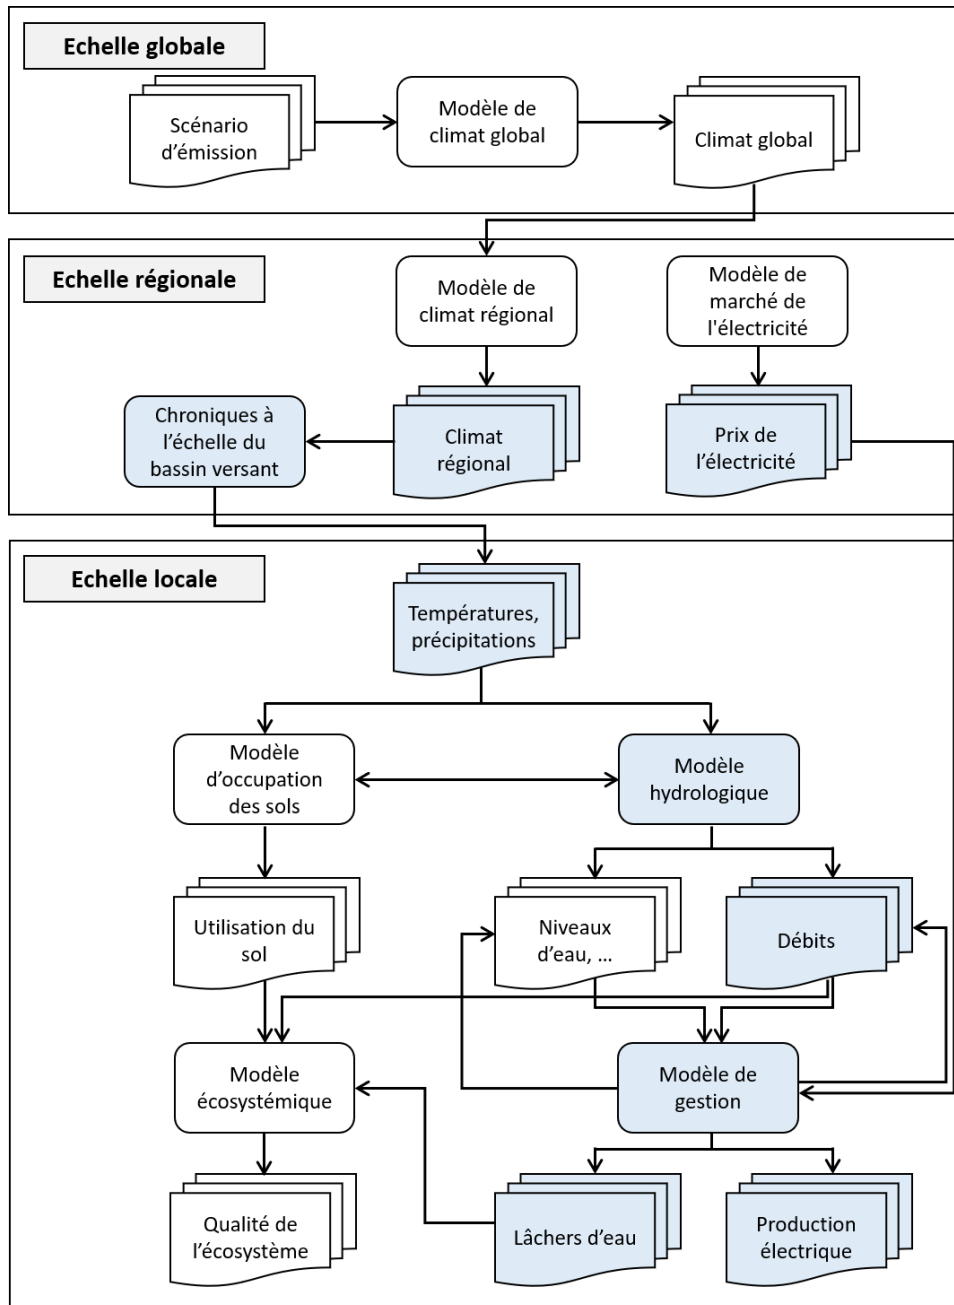 Echelle globale
Scénario
d'émission
Modèle de
climat global
Climat global
Echelle régionale
Modèle de
climat régional
Modèle de
marché de
l'électricité
Chroniques à
l’échelle du
bassin versant
Climat
régional
Prix de
l’électricité
Echelle locale
Températures,
précipitations
Modèle
d'occupation
des sols
Modèle
hydrologique
Utilisation du
sol
Niveaux
d’eau, ...
Débits
Modèle
écosystémique
Modèle de
gestion
Qualité de
l’écosystème
Lâchers d’eau
Production
électrique